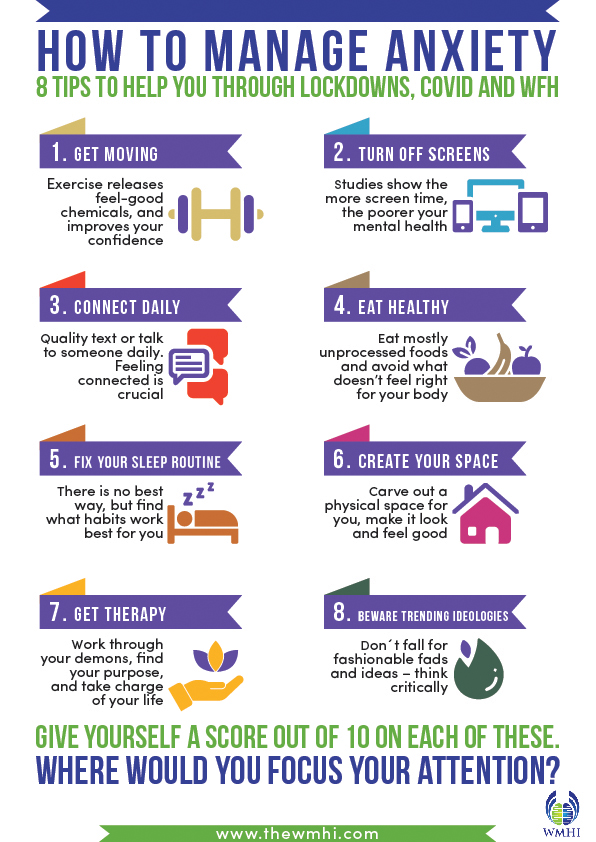 HOW TO MANAGE ANXIETY
8 TIPS TO HELP YOU THROUGH LOCKDOWNS, COVID AND WFH
1. GET MOVING
Exercise releases
feel-good
chemicals, and
improves your
confidence
2. TURN OFF SCREENS
Studies show the
more screen time,
the poorer your
mental health
3. CONNECT DAILY
Quality text or talk
to someone daily.
Feeling
connected is
crucial
4. EAT HEALTHY
Eat mostly
unprocessed foods
and avoid what
doesn't feel right
for your body
5. FIX YOUR SLEEP ROUTINE
There is no best
way, but find
what habits work
best for you
z z z
6. CREATE YOUR SPACE
Carve out a
physical space for
you, make it look
and feel good
7. GET THERAPY
Work through
your demons, find
your purpose,
and take charge
of your life
8. BEWARE TRENDING IDEOLOGIES
Don´t fall for
fashionable fads
and ideas – think
critically
GIVE YOURSELF A SCORE OUT OF 10 ON EACH OF THESE.
WHERE WOULD YOU FOCUS YOUR ATTENTION?
WMHI
www.thewmhi.com